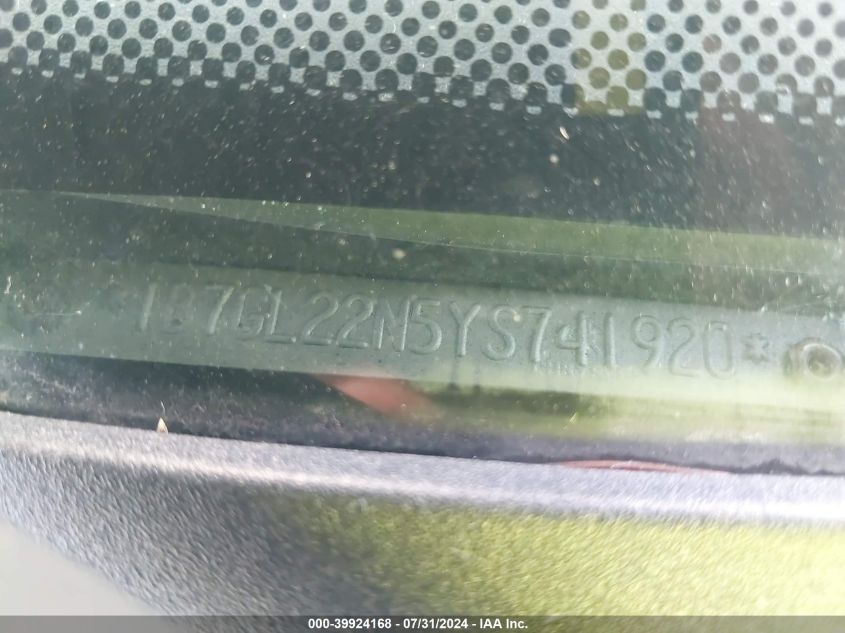 *1B7GL22N5YS741920*
000-39924168 - 07/31/2024 - IAA Inc.